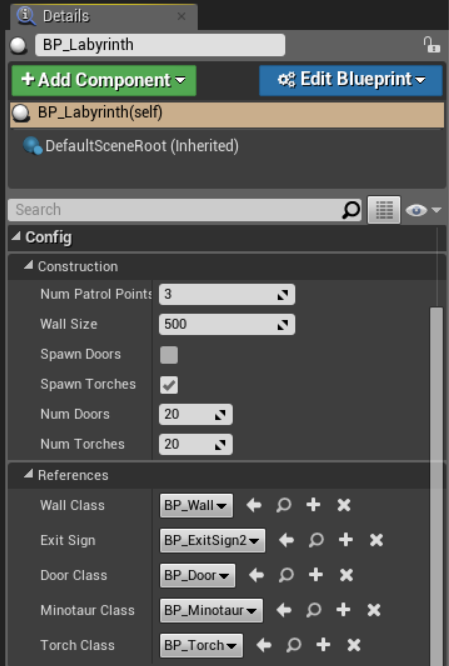 Details
BP_Labyrinth
+Add Component
Edit Blueprint
BP_Labyrinth(self)
DefaultSceneRoot (Inherited)
Search
Config
Construction
Num Patrol Points 3
Wall Size 500
Spawn Doors
Spawn Torches
Num Doors 20
Num Torches 20
References
Wall Class BP_Wall
Exit Sign BP_ExitSign2
Door Class BP_Door
Minotaur Class BP_Minotaur
Torch Class BP_Torch